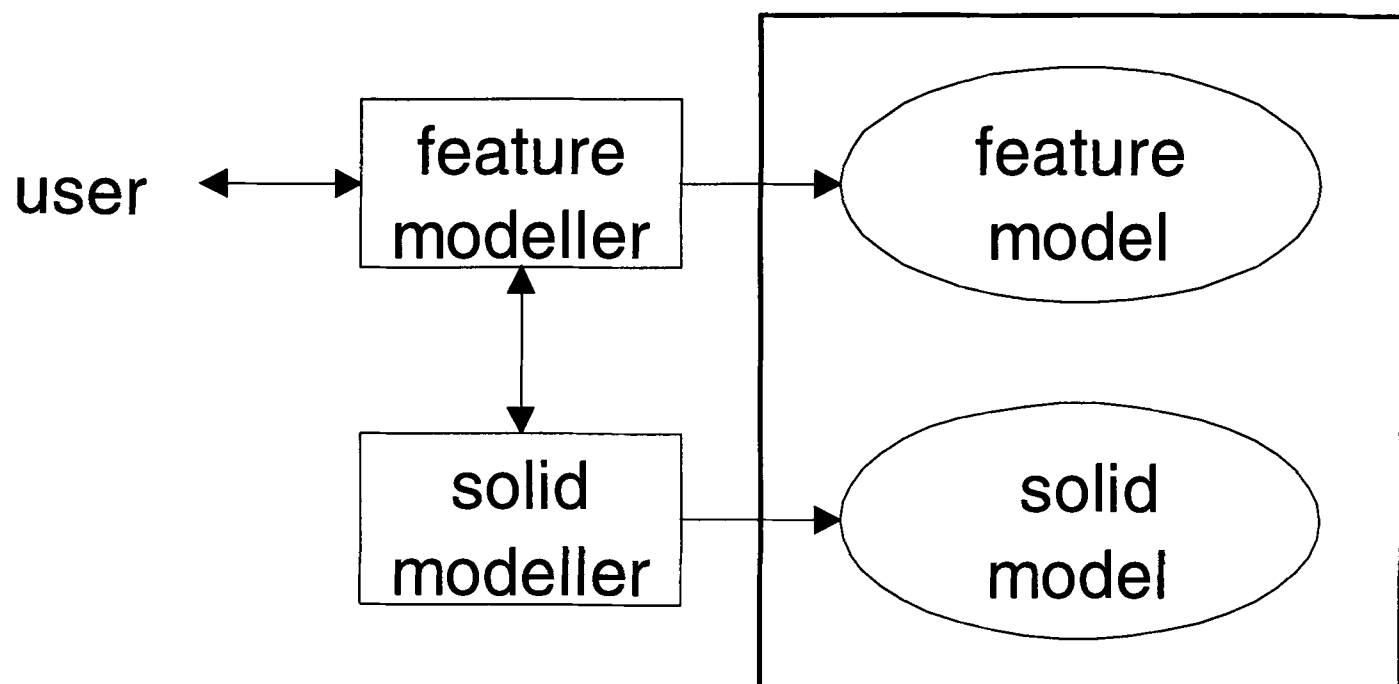 user
feature
modeller
feature
model
solid
modeller
solid
model